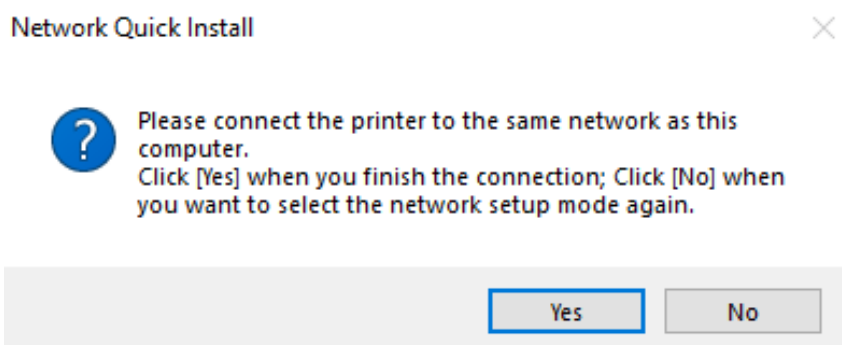 Network Quick Install
?
Please connect the printer to the same network as this
computer.
Click [Yes] when you finish the connection; Click [No] when
you want to select the network setup mode again.
Yes
No